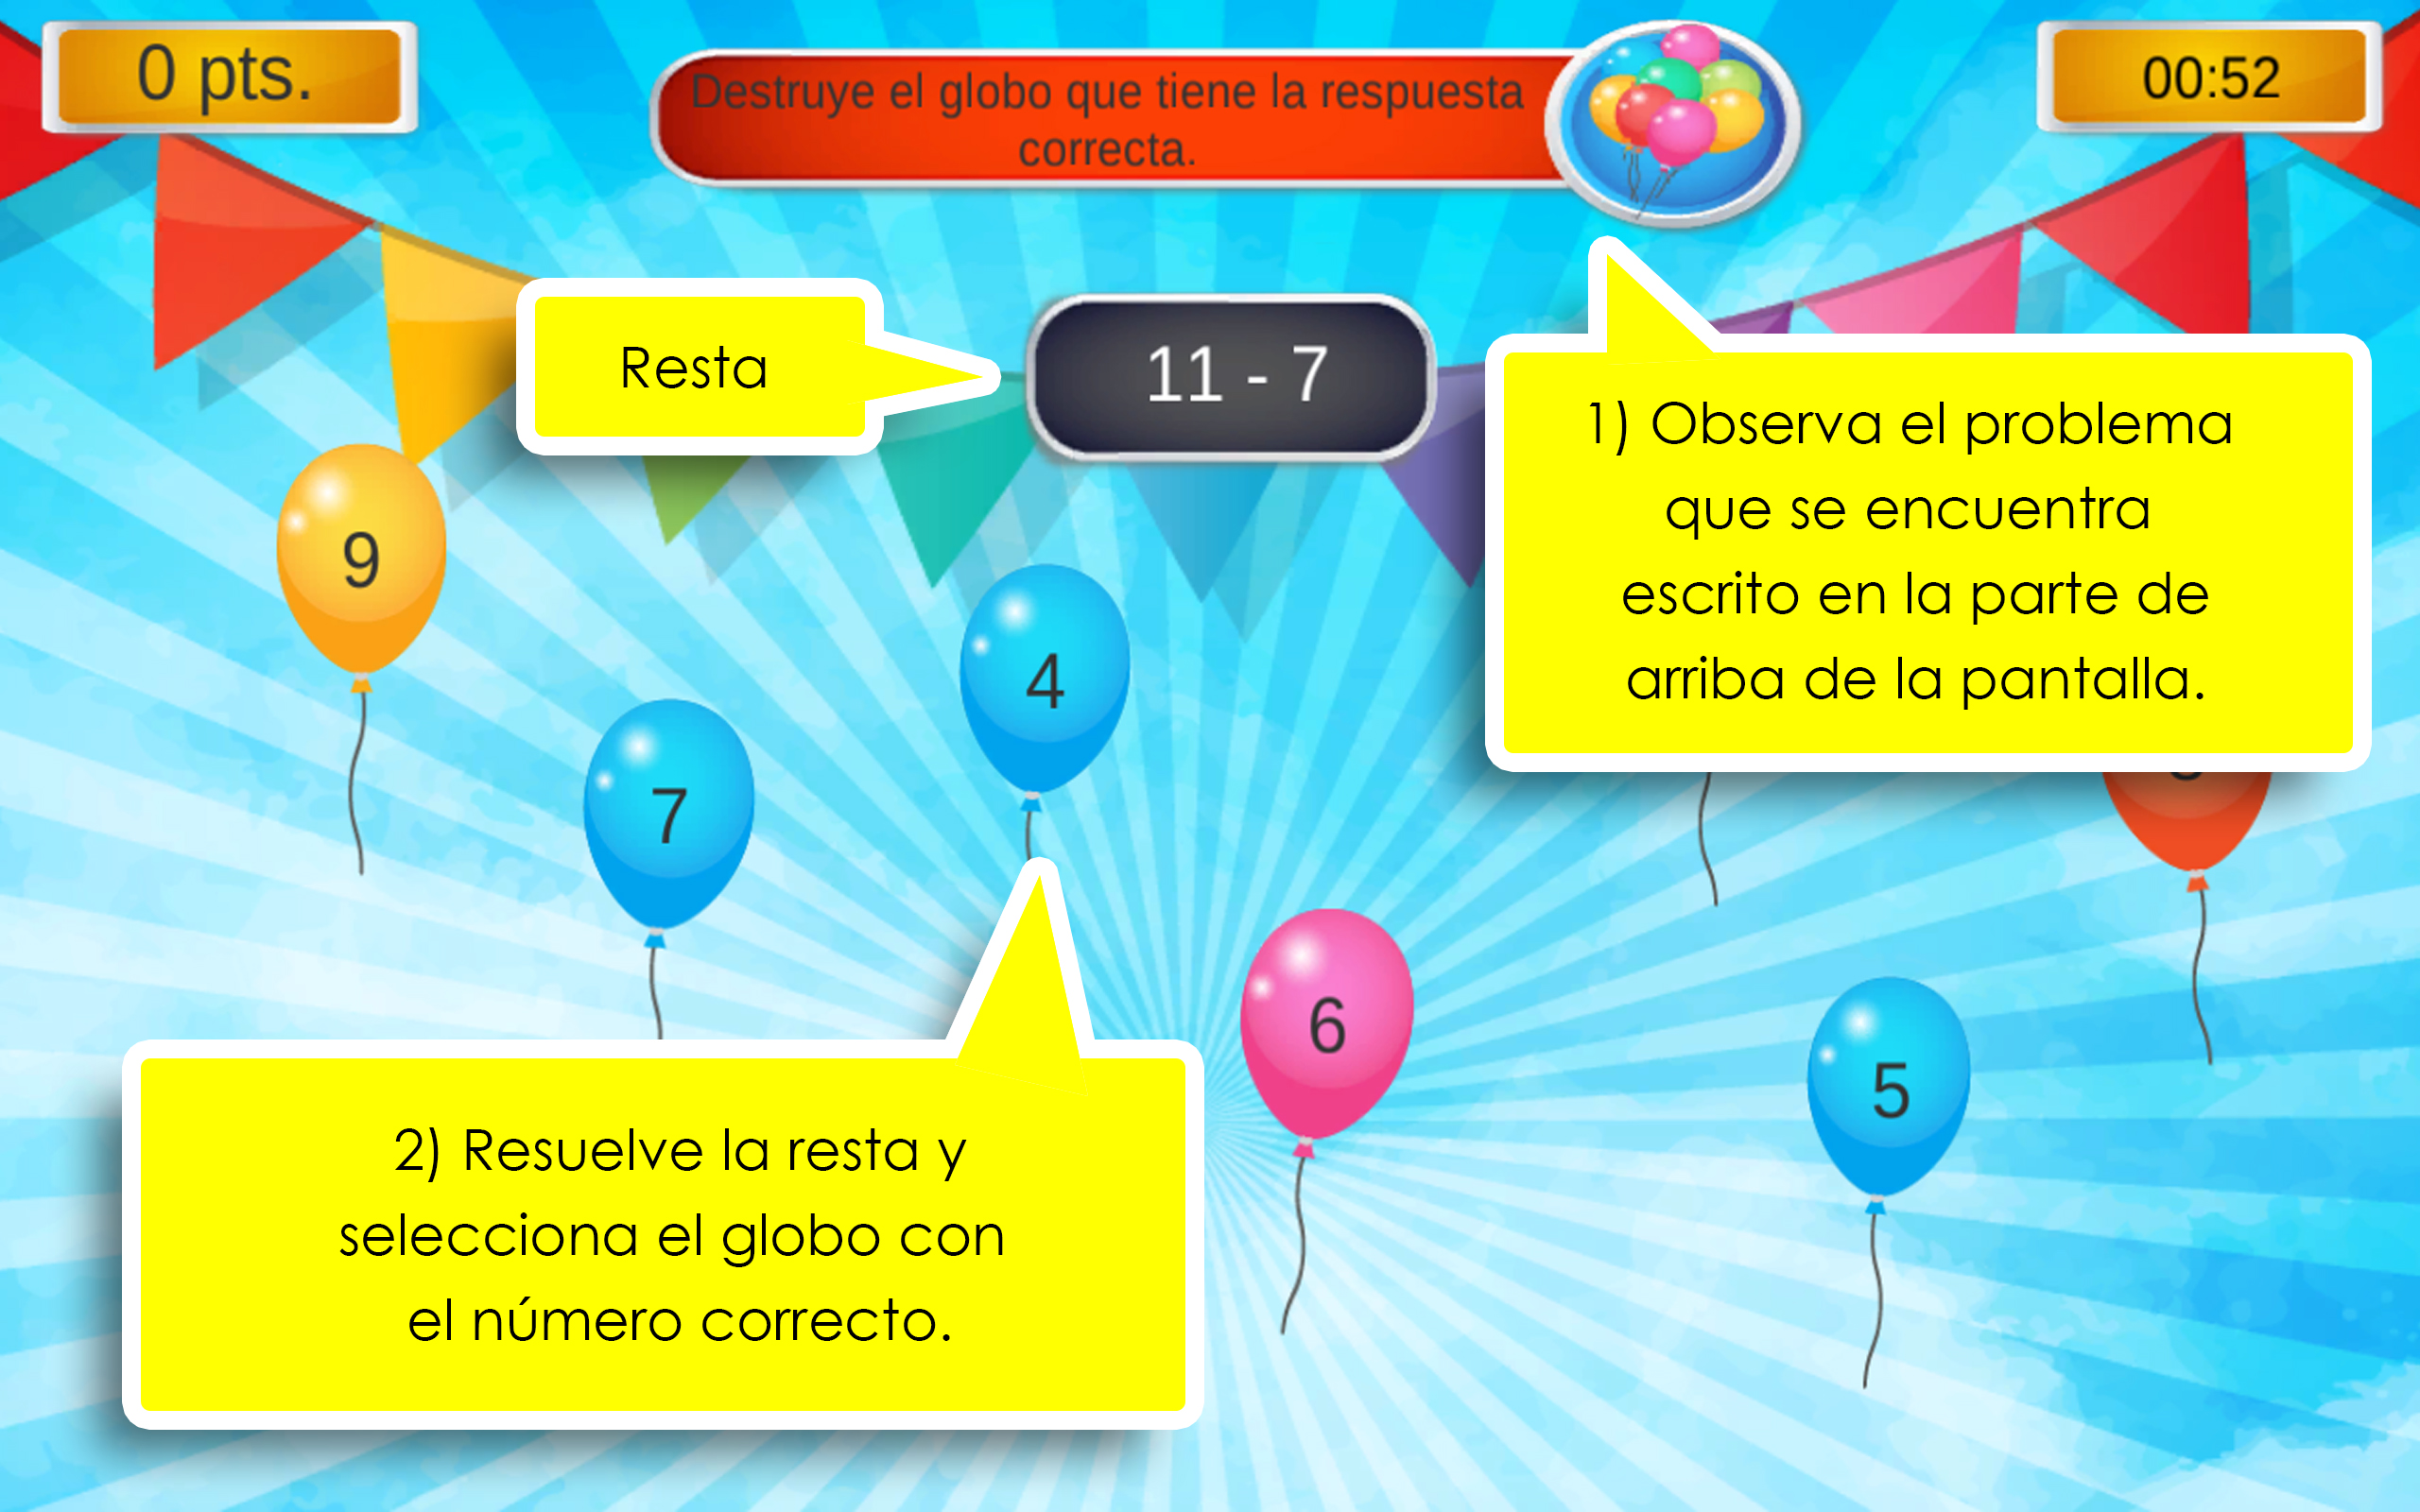 0 pts.
Destruye el globo que tiene la respuesta
correcta.
00:52
Resta
11 - 7
1) Observa el problema
que se encuentra
escrito en la parte de
arriba de la pantalla.
9
4
7
6
5
2) Resuelve la resta y
selecciona el globo con
el número correcto.